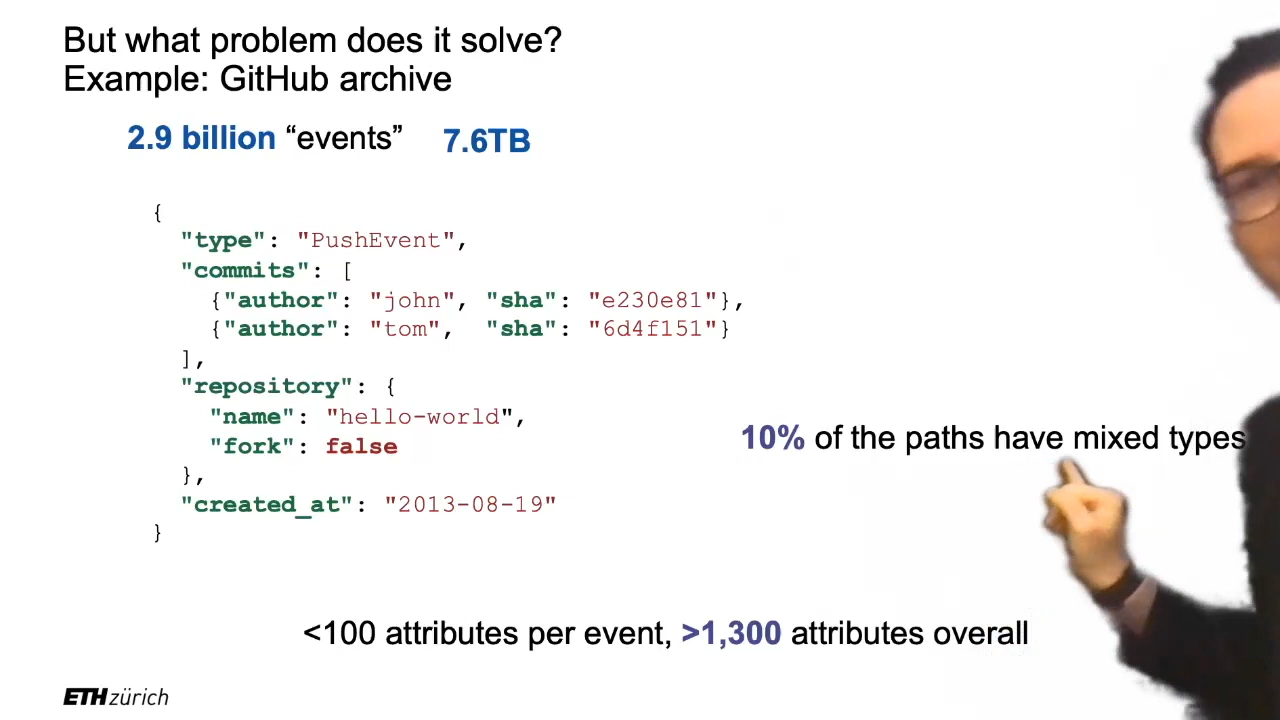 But what problem does it solve?
Example: GitHub archive
2.9 billion “events” 7.6TB
{
"type": "PushEvent",
"commits": [
{"author": "john", "sha": "e230e81"},
{"author": "tom", "sha": "6d4f151"}
],
"repository": {
"name": "hello-world",
"fork": false
},
"created_at": "2013-08-19"
}
10% of the paths have mixed types
<100 attributes per event, >1,300 attributes overall
ETH zürich